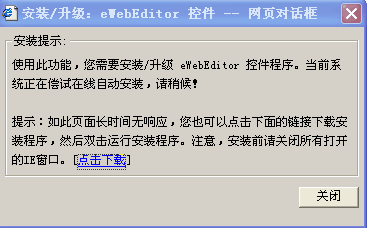 安装/升级：eWebEditor 控件 -- 网页对话框
安装提示：
使用此功能，您需要安装/升级 eWebEditor 控件程序。当前系
统正在偿试在线自动安装，请稍候！
提示：如此页面长时间无响应，您也可以点击下面的链接下载安
装程序，然后双击运行安装程序。注意，安装前请关闭所有打开
的IE窗口。[点击下载]
关闭